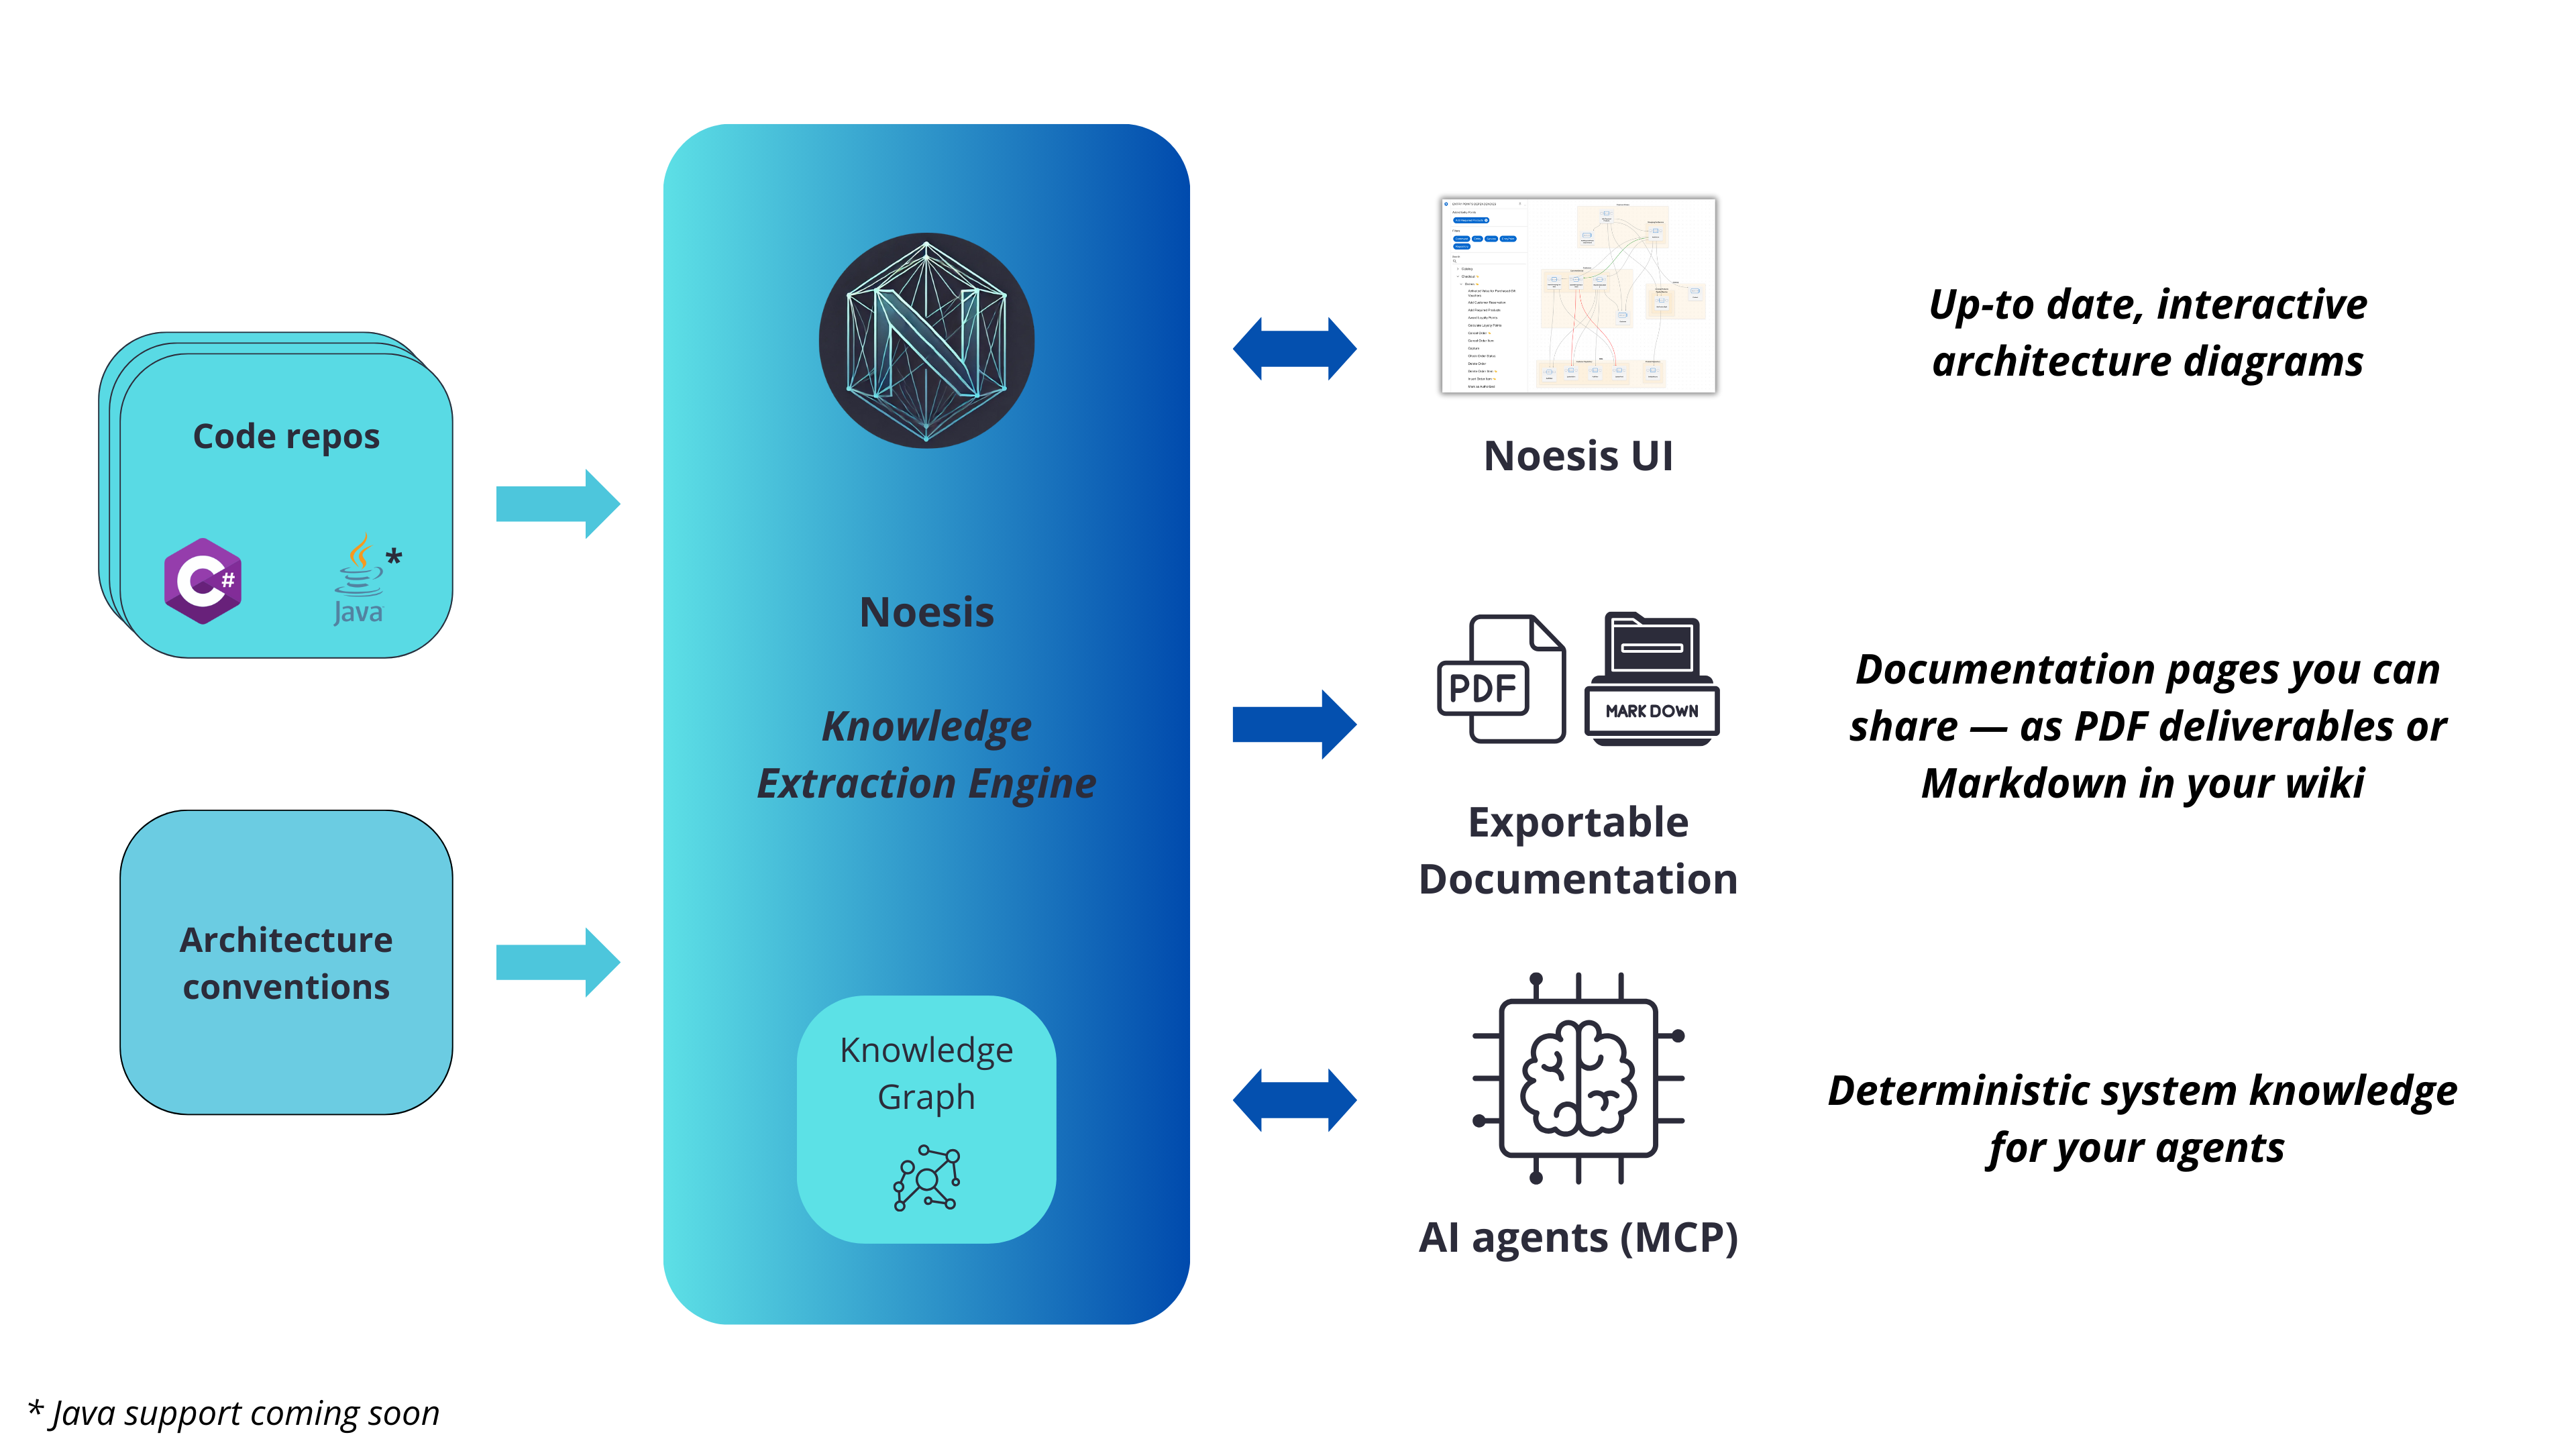 Code repos
C#
Java
*
Architecture
conventions
N
Noesis
Knowledge
Extraction Engine
Knowledge
Graph
Noesis UI
Up-to date, interactive
architecture diagrams
PDF
MARKDOWN
Exportable
Documentation
Documentation pages you can
share — as PDF deliverables or
Markdown in your wiki
AI agents (MCP)
Deterministic system knowledge
for your agents
* Java support coming soon